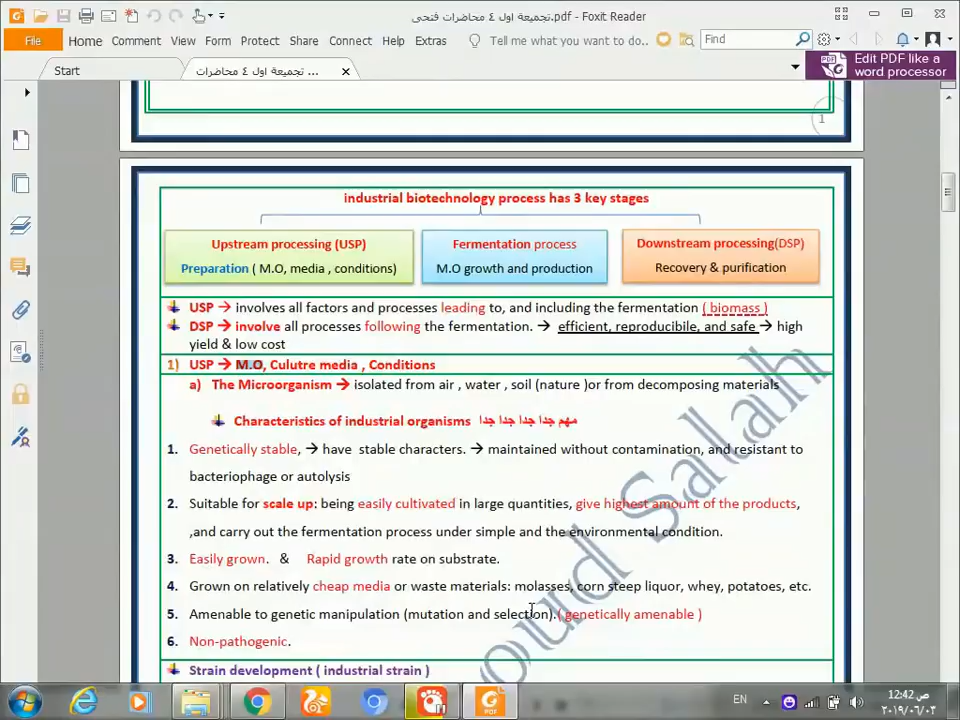 تجميعة اول ٤ محاضرات فتحى.pdf - Foxit Reader
File Home Comment View Form Protect Share Connect Help Extras Tell me what you want to do.. Find
Edit PDF like a word processor
Start
تجميعة اول ٤ محاضرات ...
1
industrial biotechnology process has 3 key stages
Upstream processing (USP)
Preparation ( M.O, media , conditions)
Fermentation process
M.O growth and production
Downstream processing(DSP)
Recovery & purification
USP → involves all factors and processes leading to, and including the fermentation ( biomass )
DSP → involve all processes following the fermentation. → efficient, reproducibile, and safe → high
yield & low cost
1) USP → M.O, Culutre media , Conditions
a) The Microorganism → isolated from air , water , soil (nature )or from decomposing materials
Characteristics of industrial organisms مهم جدا جدا جدا جدا
1. Genetically stable, → have stable characters. → maintained without contamination, and resistant to
bacteriophage or autolysis
2. Suitable for scale up: being easily cultivated in large quantities, give highest amount of the products,
,and carry out the fermentation process under simple and the environmental condition.
3. Easily grown. & Rapid growth rate on substrate.
4. Grown on relatively cheap media or waste materials: molasses, corn steep liquor, whey, potatoes, etc.
5. Amenable to genetic manipulation (mutation and selection).( genetically amenable )
6. Non-pathogenic.
Strain development ( industrial strain )
EN
12:42 ص
٢٠١٩/٠٦/٠٣